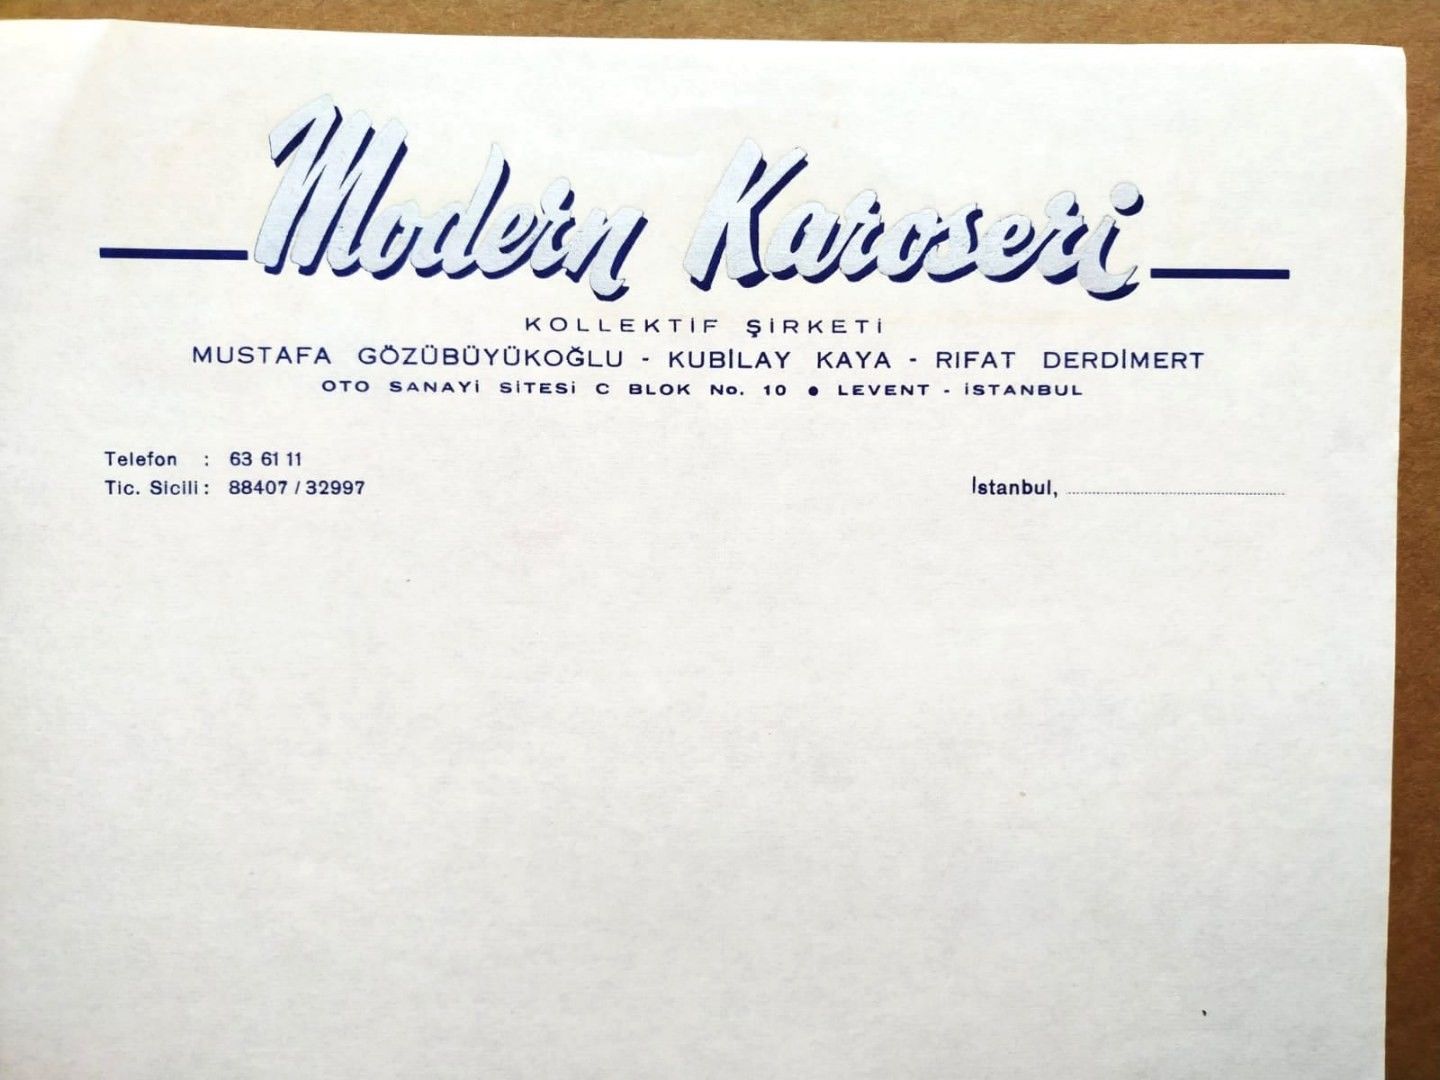 Modern Karoseri
KOLLEKTİF ŞİRKETİ
MUSTAFA GÖZÜBÜYÜKOĞLU - KUBİLAY KAYA - RIFAT DERDİMERT
OTO SANAYİ SİTESİ C BLOK No. 10 ● LEVENT - İSTANBUL
Telefon : 63 61 11
Tic. Sicili : 88407 / 32997
İstanbul, ....................